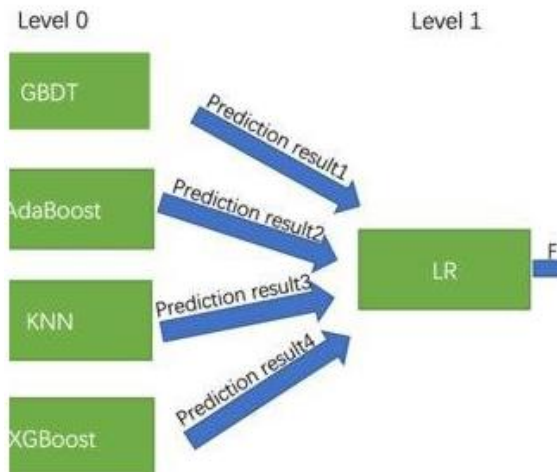 Level 0
Level 1
GBDT
Prediction result1
AdaBoost
Prediction result2
LR
F
KNN
Prediction result3
XGBoost
Prediction result4